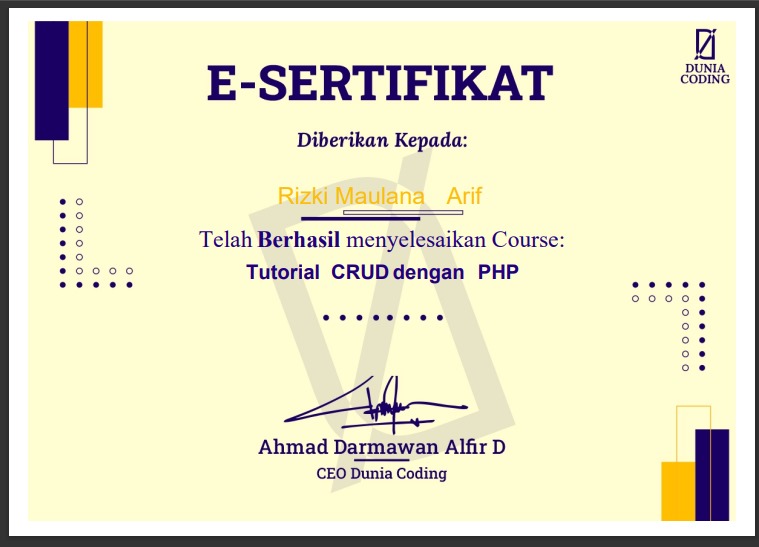 DUNIA
CODING
E-SERTIFIKAT
Diberikan Kepada:
Rizki Maulana Arif
Telah Berhasil menyelesaikan Course:
Tutorial CRUD dengan PHP
Ahmad Darmawan Alfir D
CEO Dunia Coding